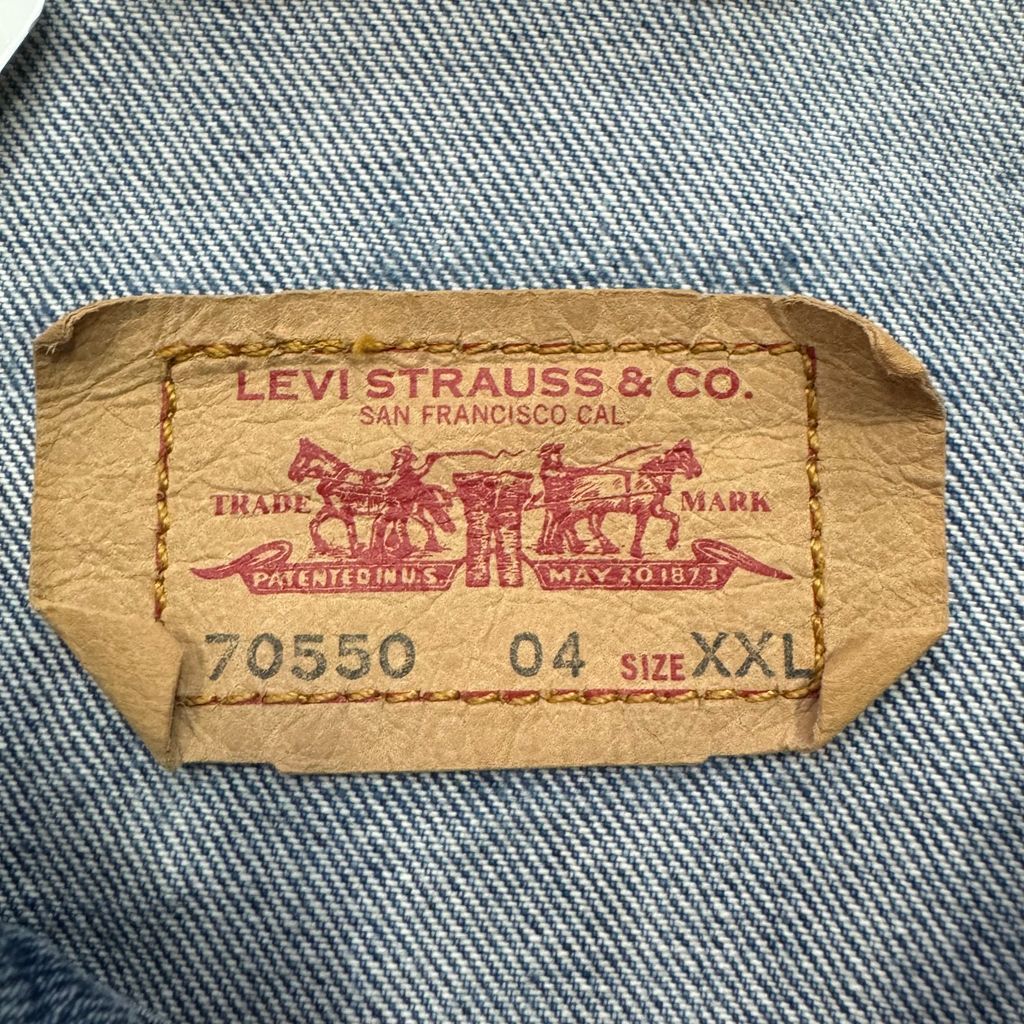 LEVI STRAUSS & CO.
SAN FRANCISCO CAL.
TRADE MARK
PATENTED IN U.S. MAY 20 1873
70550 04 SIZE XXL